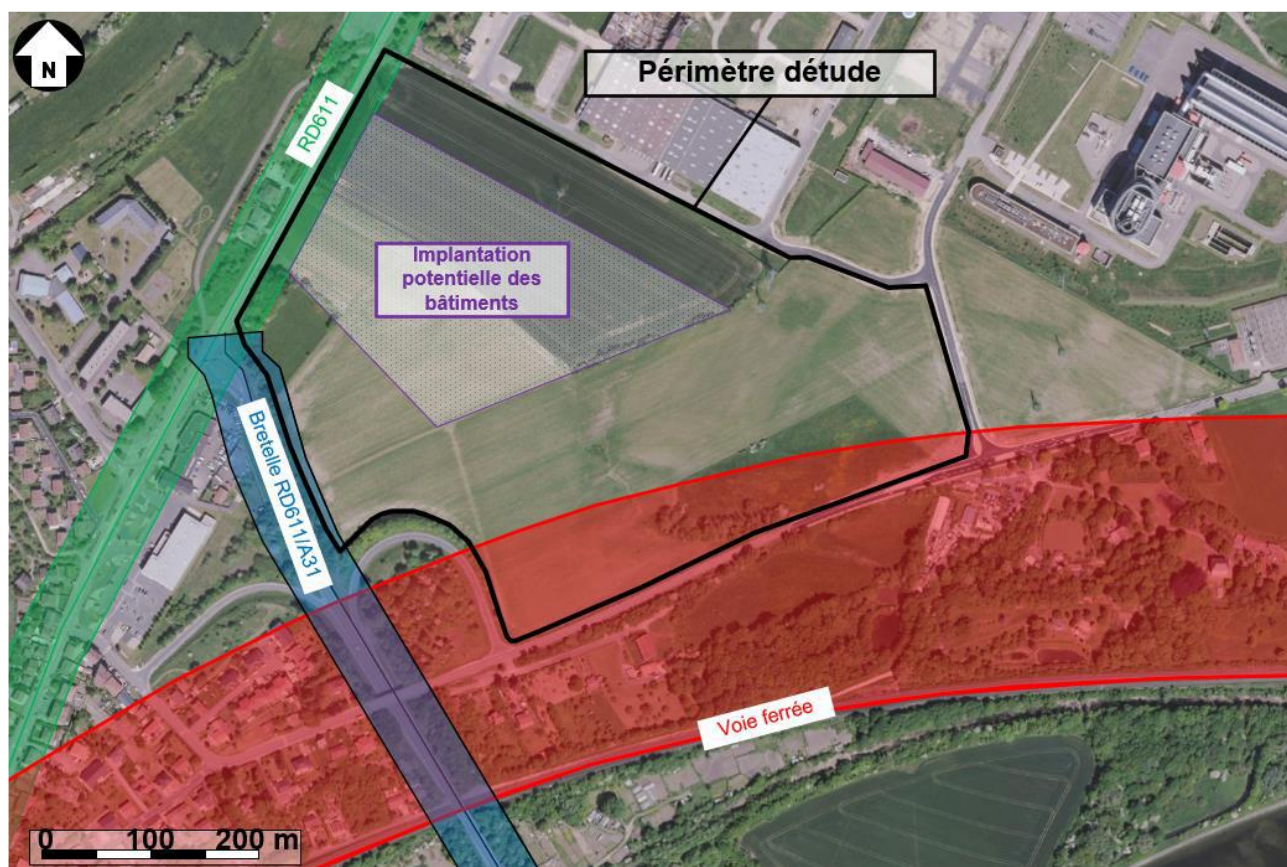 N
Périmètre détude
RD611
Implantation
potentielle des
bâtiments
Bretelle RD611/A31
Voie ferrée
0 100 200 m